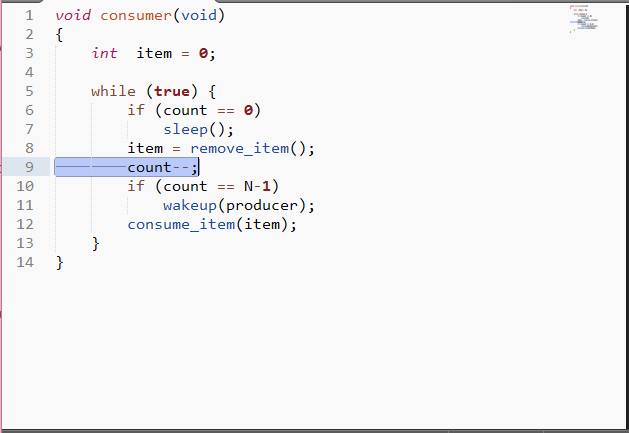 1 void consumer(void)
2 {
3 int item = 0;
4
5 while (true) {
6 if (count == 0)
7 sleep();
8 item = remove_item();
9 count--;
10 if (count == N-1)
11 wakeup(producer);
12 consume_item(item);
13 }
14 }